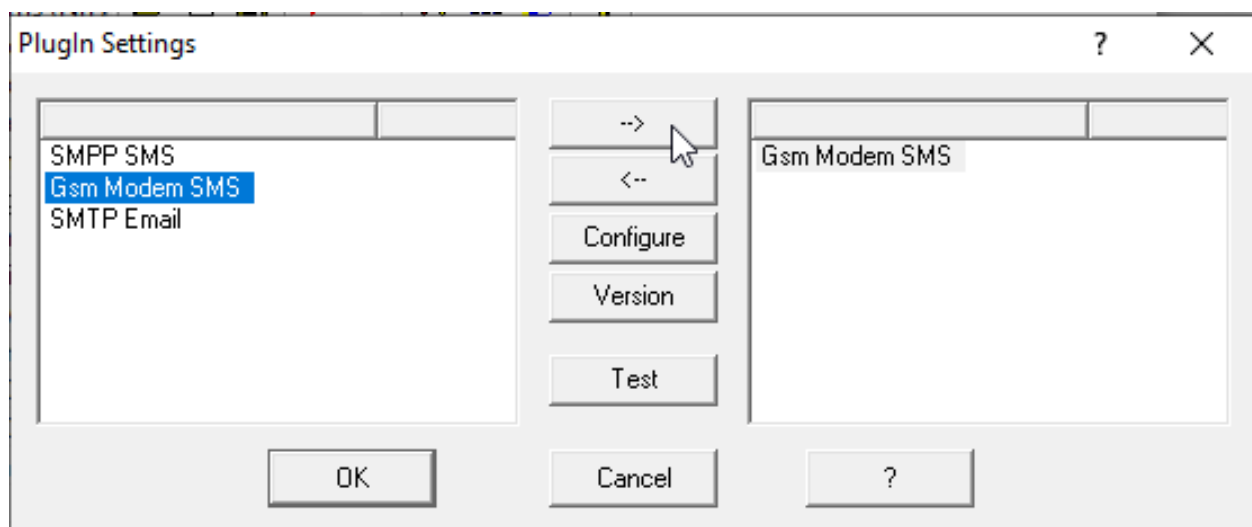 PlugIn Settings
?
-->
SMPP SMS
Gsm Modem SMS
SMTP Email
Gsm Modem SMS
<--
Configure
Version
Test
OK
Cancel
?